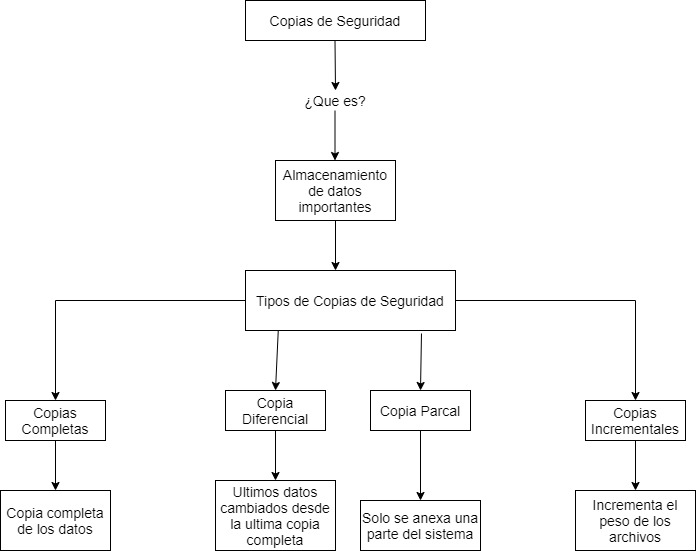 Copias de Seguridad
¿Que es?
Almacenamiento
de datos
importantes
Tipos de Copias de Seguridad
Copias
Completas
Copia
Diferencial
Copia Parcal
Copias
Incrementales
Copia completa
de los datos
Ultimos datos
cambiados desde
la ultima copia
completa
Solo se anexa una
parte del sistema
Incrementa el
peso de los
archivos